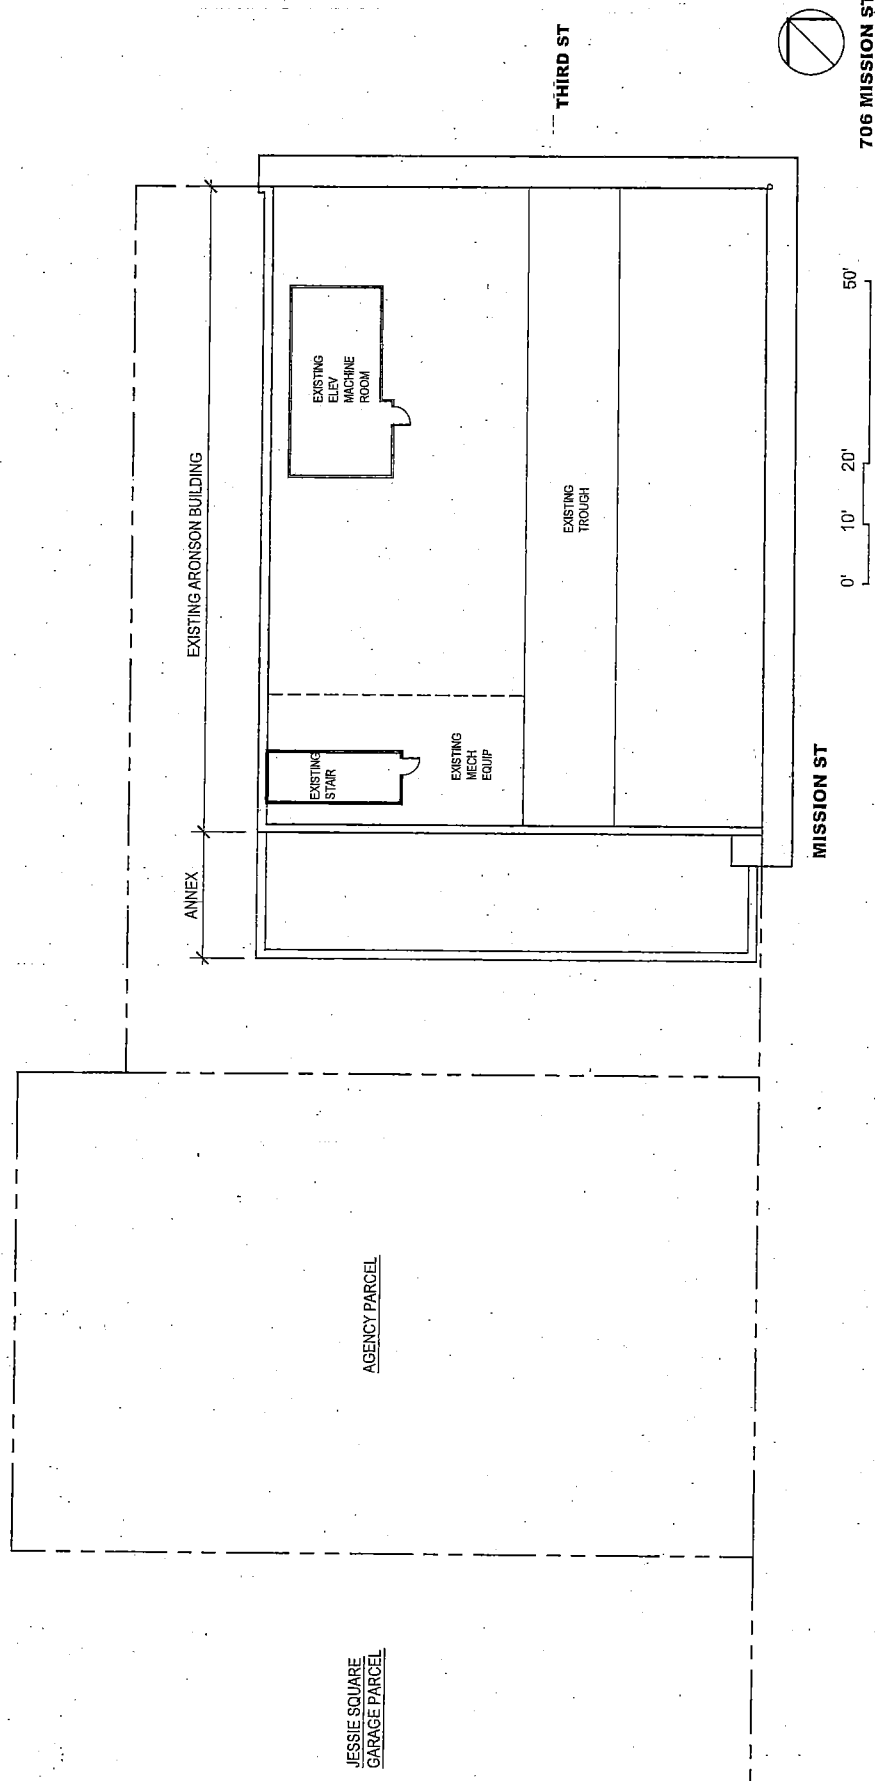 JESSIE SQUARE
GARAGE PARCEL
AGENCY PARCEL
ANNEX
EXISTING ARONSON BUILDING
EXISTING
STAIR
EXISTING
MECH
EQUIP
EXISTING
ELEV
MACHINE
ROOM
EXISTING
TROUGH
THIRD ST
MISSION ST
0' 10' 20' 50'
706 MISSION ST